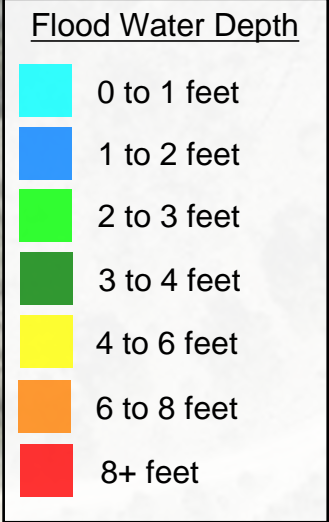 Flood Water Depth
0 to 1 feet
1 to 2 feet
2 to 3 feet
3 to 4 feet
4 to 6 feet
6 to 8 feet
8+ feet